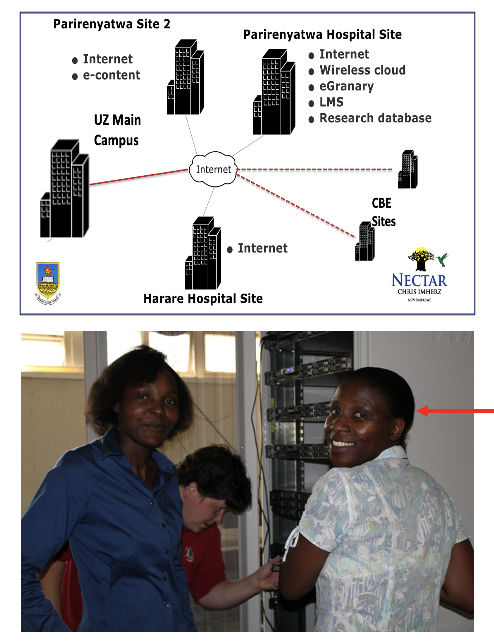 Parirenyatwa Site 2
Internet
e-content
Parirenyatwa Hospital Site
Internet
Wireless cloud
eGranary
LMS
Research database
UZ Main
Campus
Internet
CBE
Sites
Internet
Harare Hospital Site
NECTAR
CHRIS IMHERZ